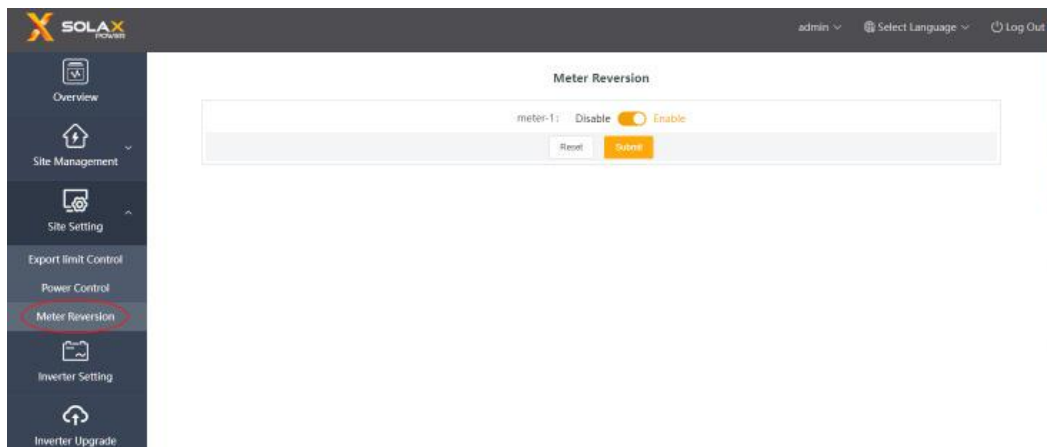 SOLAX
POWER
admin
Select Language
Log Out
Overview
Site Management
Site Setting
Export limit Control
Power Control
Meter Reversion
Inverter Setting
Inverter Upgrade
Meter Reversion
meter-1: Disable Enable
Reset Submit